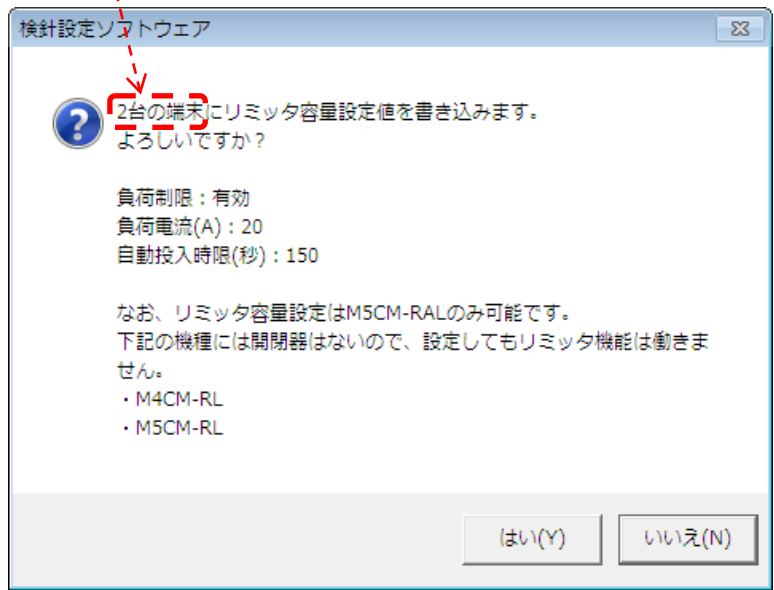 検針設定ソフトウェア
2台の端末にリミッタ容量設定値を書き込みます。
よろしいですか？
負荷制限：有効
負荷電流(A)：20
自動投入時限(秒)：150
なお、リミッタ容量設定はM5CM-RALのみ可能です。
下記の機種には開閉器はないので、設定してもリミッタ機能は働きま
せん。
・M4CM-RL
・M5CM-RL
はい(Y)
いいえ(N)